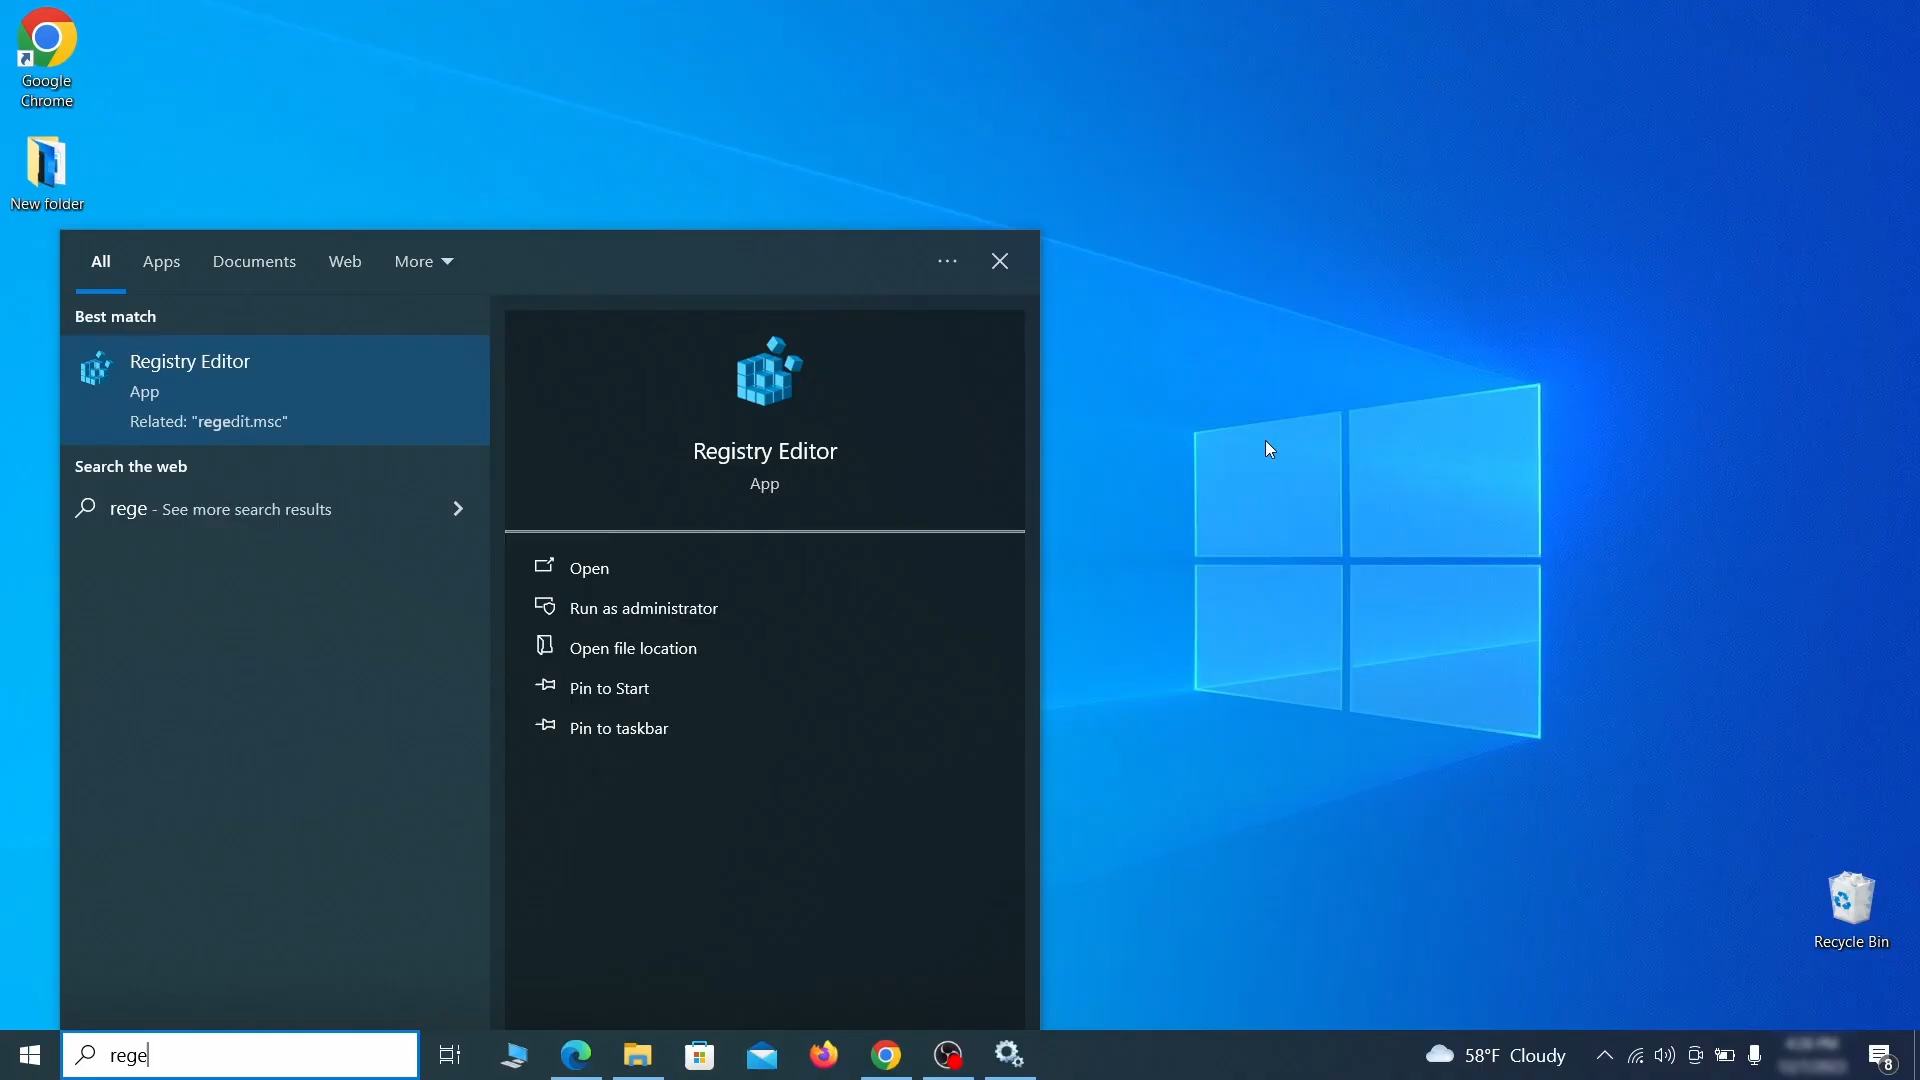 Google
Chrome
New folder
All Apps Documents Web More
Best match
Registry Editor
App
Related: "regedit.msc"
Search the web
rege - See more search results
Registry Editor
App
Open
Run as administrator
Open file location
Pin to Start
Pin to taskbar
Recycle Bin
rege
58°F Cloudy
8